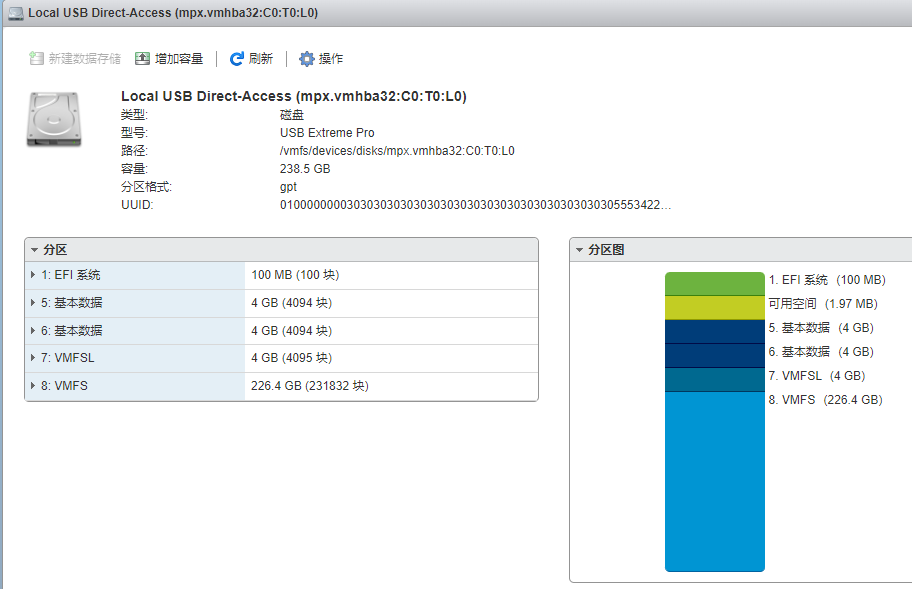 Local USB Direct-Access (mpx.vmhba32:C0:T0:L0)
新建数据存储 增加容量 刷新 操作
Local USB Direct-Access (mpx.vmhba32:C0:T0:L0)
类型: 磁盘
型号: USB Extreme Pro
路径: /vmfs/devices/disks/mpx.vmhba32:C0:T0:L0
容量: 238.5 GB
分区格式: gpt
UUID: 01000000003030303030303030303030303030303030303030305553422...
分区
1: EFI 系统 100 MB (100 块)
5: 基本数据 4 GB (4094 块)
6: 基本数据 4 GB (4094 块)
7: VMFSL 4 GB (4095 块)
8: VMFS 226.4 GB (231832 块)
分区图
1. EFI 系统 (100 MB)
可用空间 (1.97 MB)
5. 基本数据 (4 GB)
6. 基本数据 (4 GB)
7. VMFSL (4 GB)
8. VMFS (226.4 GB)